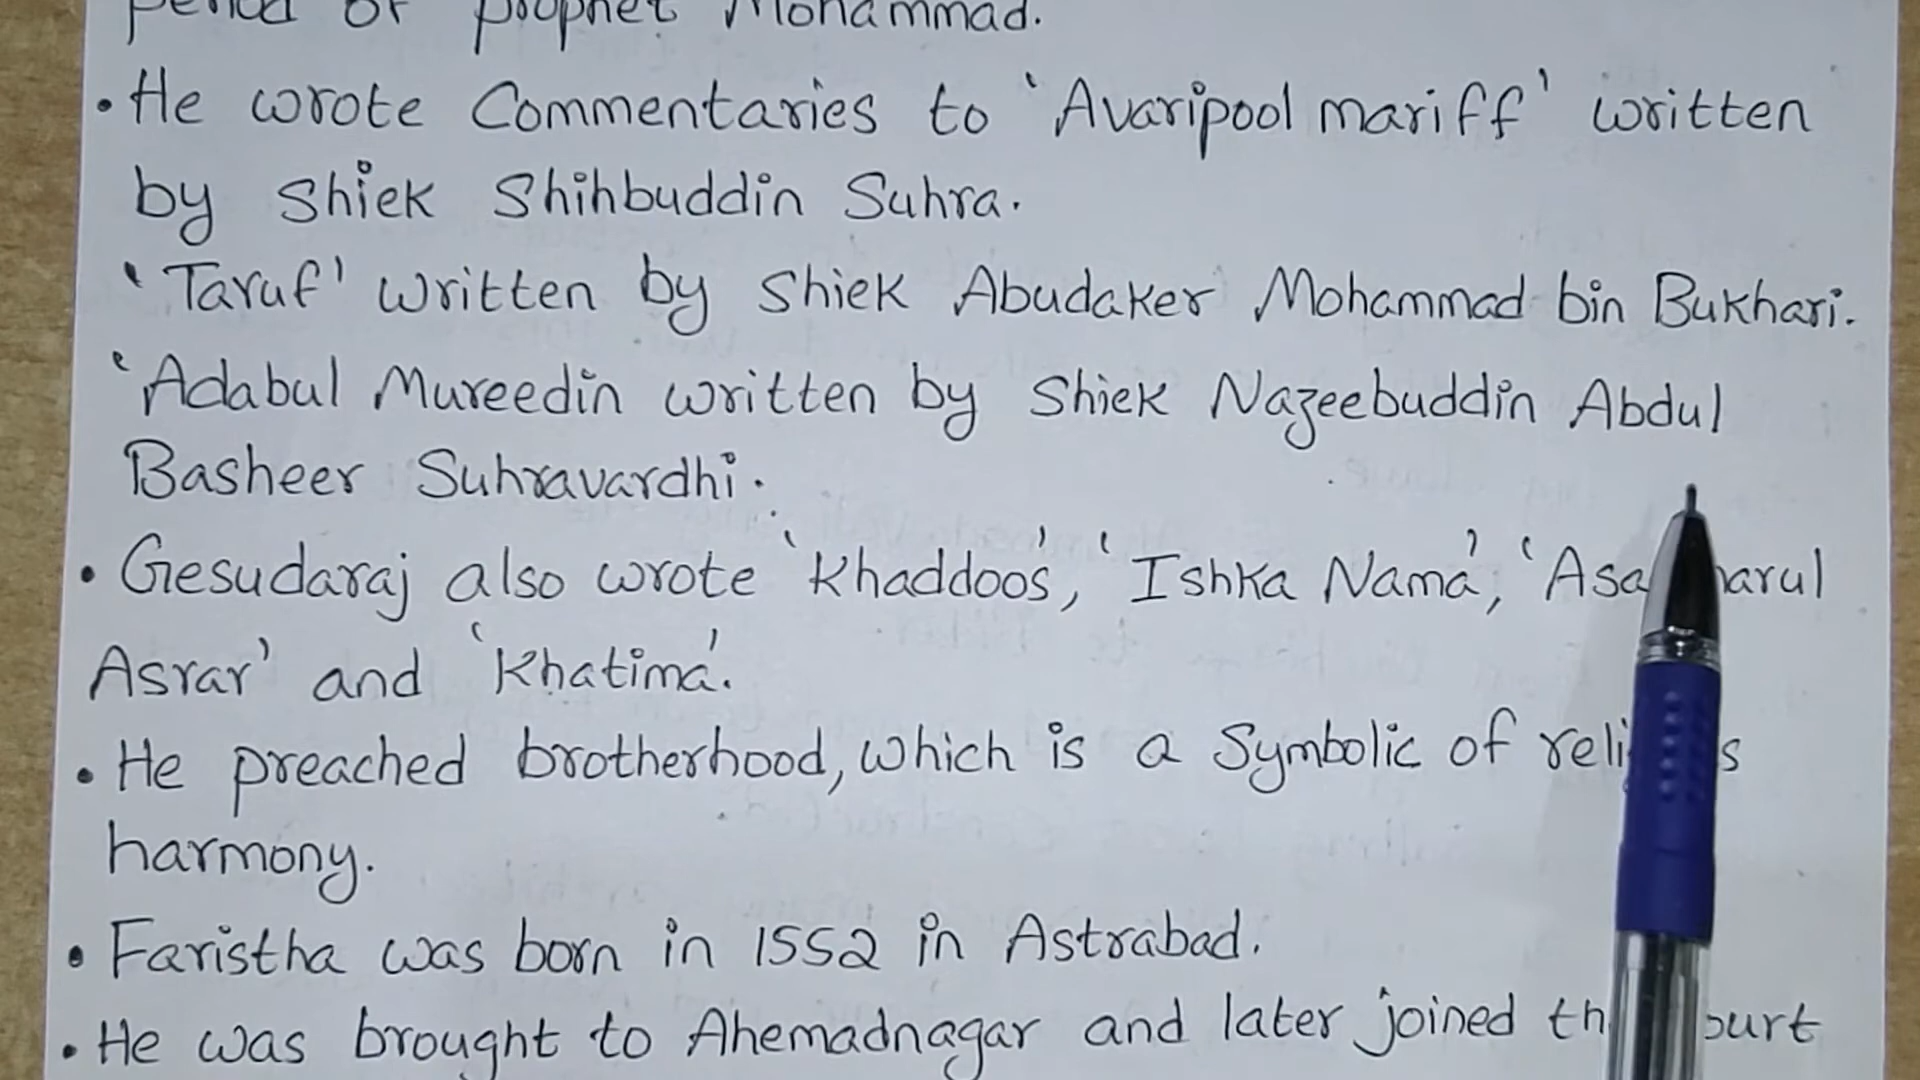 period of prophet Mohammad.
• He wrote Commentaries to 'Avaripool mariff' written
by Shiek Shihbuddin Suhra.
'Taruf' written by Shiek Abudaker Mohammad bin Bukhari.
'Adabul Mureedin written by Shiek Nazeebuddin Abdul
Basheer Suhravardhi.
• Gesudaraj also wrote 'Khaddoos', 'Ishka Nama', '
Asrar' and 'Khatima'.
• He preached brotherhood, which is a Symbolic of
harmony.
• Faristha was born in 1552 in Astrabad.
• He was brought to Ahemadnagar and later joined